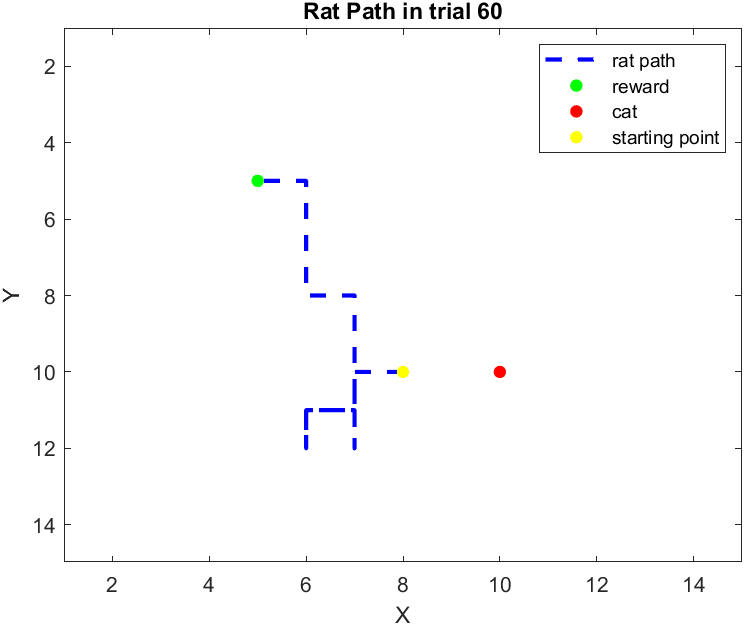 Rat Path in trial 60
rat path
reward
cat
starting point
2
4
6
8
10
12
14
Y
2 4 6 8 10 12 14
X